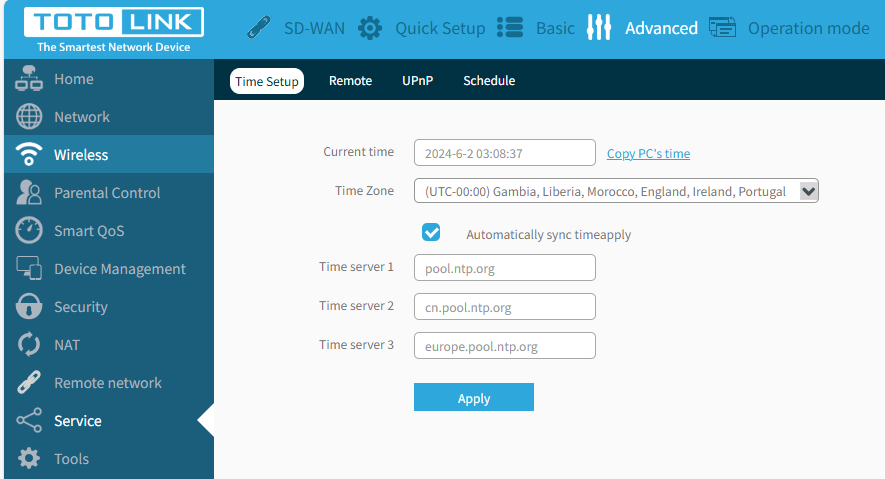 TOTO LINK
The Smartest Network Device
SD-WAN
Quick Setup
Basic
Advanced
Operation mode
Home
Network
Wireless
Parental Control
Smart QoS
Device Management
Security
NAT
Remote network
Service
Tools
Time Setup
Remote
UPnP
Schedule
Current time
2024-6-2 03:08:37
Copy PC's time
Time Zone
(UTC-00:00) Gambia, Liberia, Morocco, England, Ireland, Portugal
Automatically sync timeapply
Time server 1
pool.ntp.org
Time server 2
cn.pool.ntp.org
Time server 3
europe.pool.ntp.org
Apply